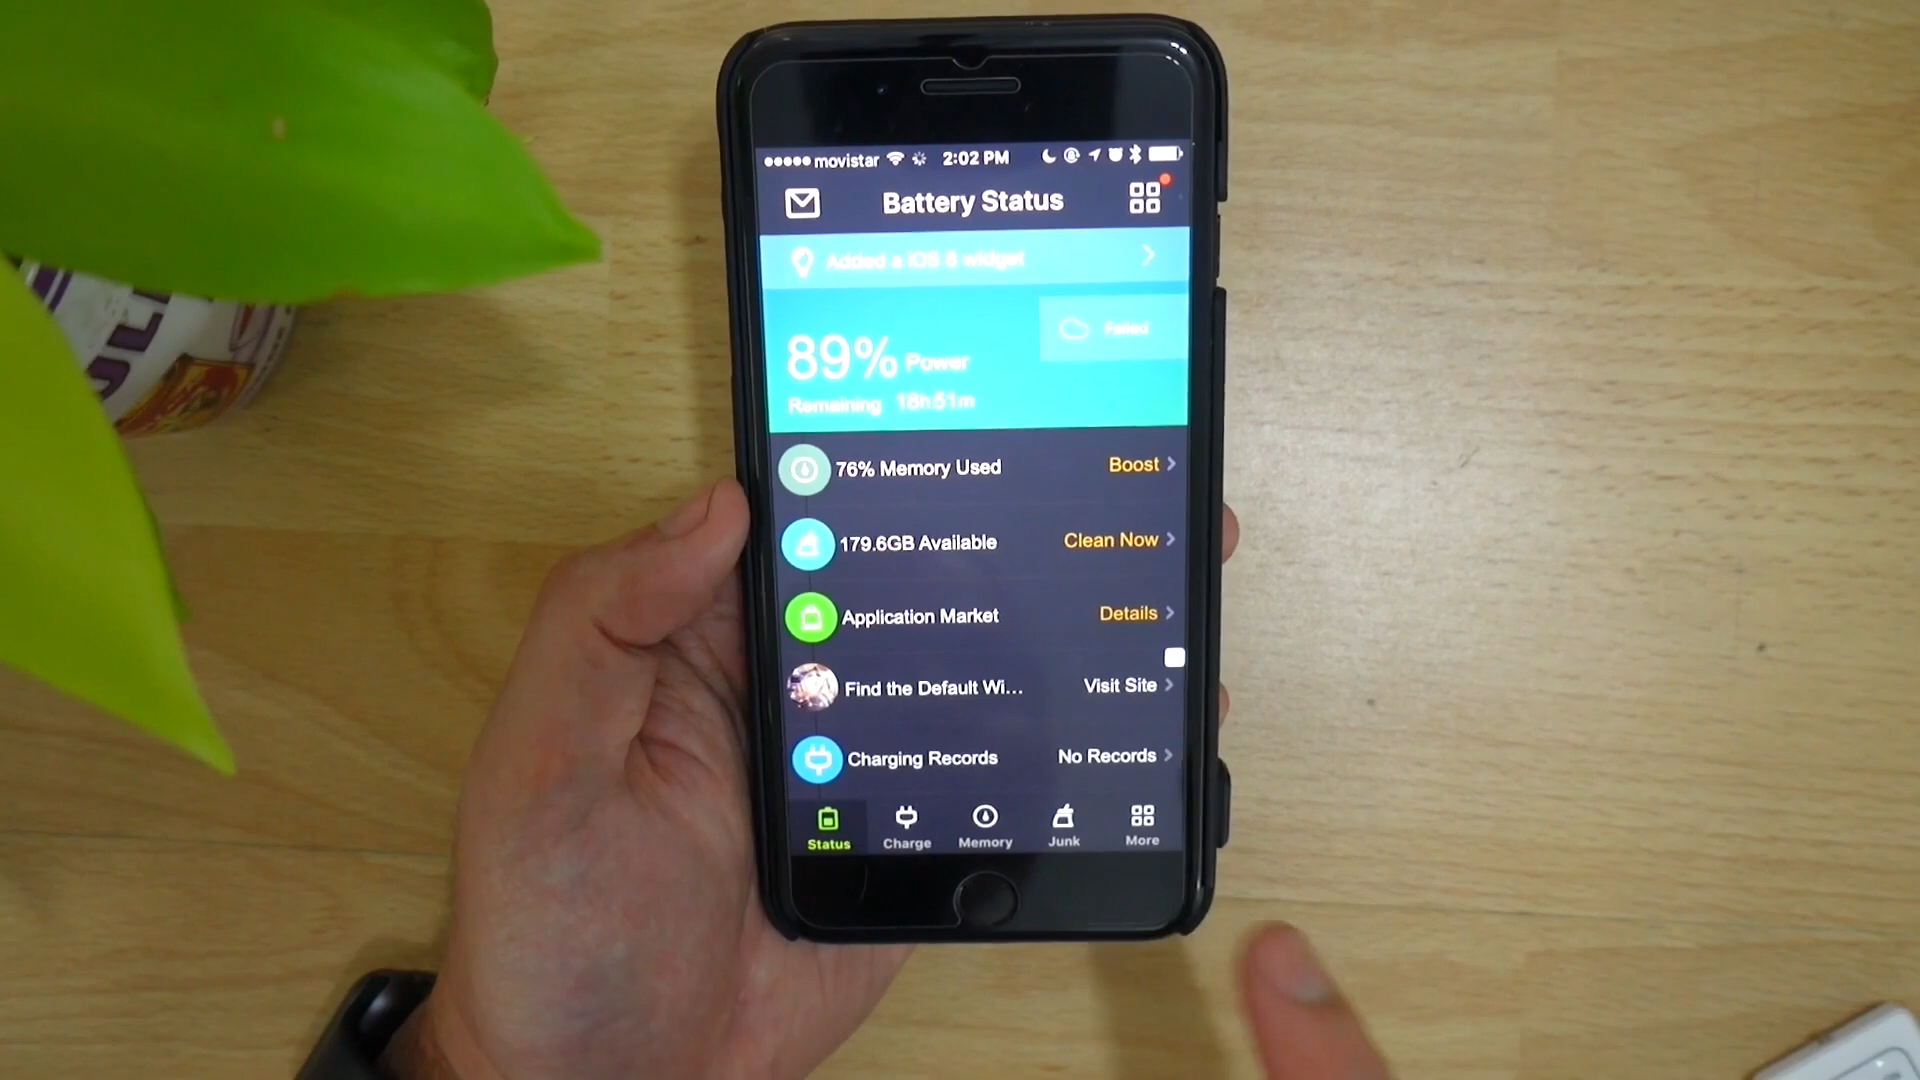 movistar 2:02 PM
Battery Status
Added a iOS 8 widget
Failed
89% Power
Remaining 18h51m
76% Memory Used Boost
179.6GB Available Clean Now
Application Market Details
Find the Default Wi... Visit Site
Charging Records No Records
Status Charge Memory Junk More